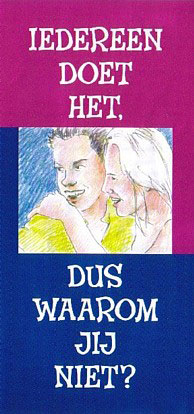 IEDEREEN
DOET
HET,
DUS
WAAROM
JIJ
NIET?